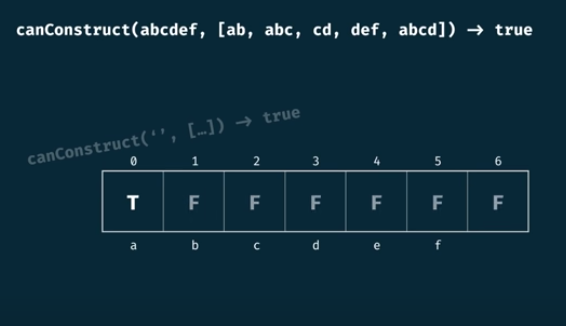 canConstruct(abcdef, [ab, abc, cd, def, abcd]) → true
canConstruct(‘’, […]) → true
0 1 2 3 4 5 6
T F F F F F F
a b c d e f